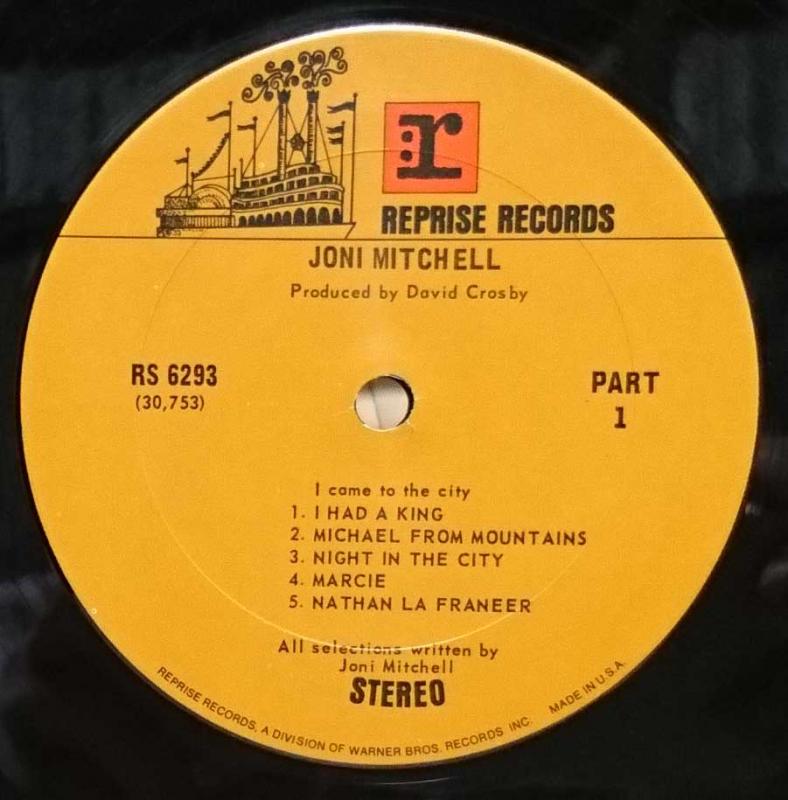 r
REPRISE RECORDS
JONI MITCHELL
Produced by David Crosby
RS 6293
(30,753)
PART
1
I came to the city
1. I HAD A KING
2. MICHAEL FROM MOUNTAINS
3. NIGHT IN THE CITY
4. MARCIE
5. NATHAN LA FRANEER
All selections written by
Joni Mitchell
STEREO
REPRISE RECORDS, A DIVISION OF WARNER BROS. RECORDS INC. MADE IN U.S.A.